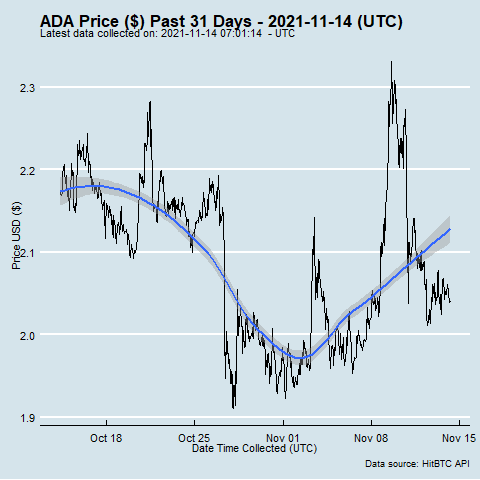 ADA Price ($) Past 31 Days - 2021-11-14 (UTC)
Latest data collected on: 2021-11-14 07:01:14 - UTC
2.3
2.2
2.1
2.0
1.9
Price USD ($)
Oct 18 Oct 25 Nov 01 Nov 08 Nov 15
Date Time Collected (UTC)
Data source: HitBTC API